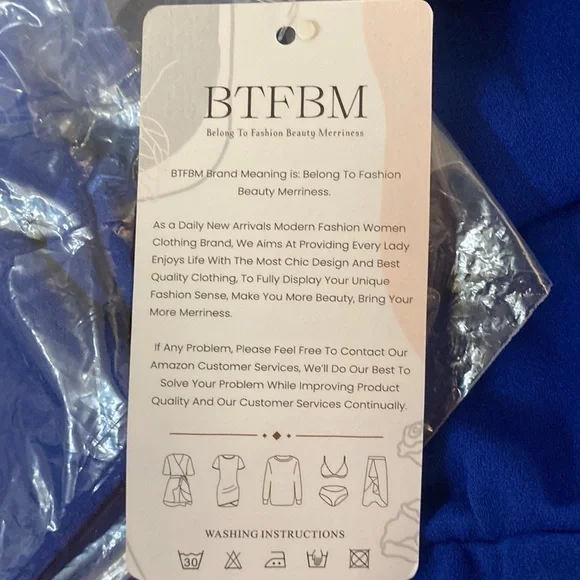 BTFBM
Belong To Fashion Beauty Merriness
BTFBM Brand Meaning is: Belong To Fashion
Beauty Merriness.
As a Daily New Arrivals Modern Fashion Women
Clothing Brand, We Aims At Providing Every Lady
Enjoys Life With The Most Chic Design And Best
Quality Clothing, To Fully Display Your Unique
Fashion Sense, Make You More Beauty, Bring Your
More Merriness.
If Any Problem, Please Feel Free To Contact Our
Amazon Customer Services, We'll Do Our Best To
Solve Your Problem While Improving Product
Quality And Our Customer Services Continually.
WASHING INSTRUCTIONS
30